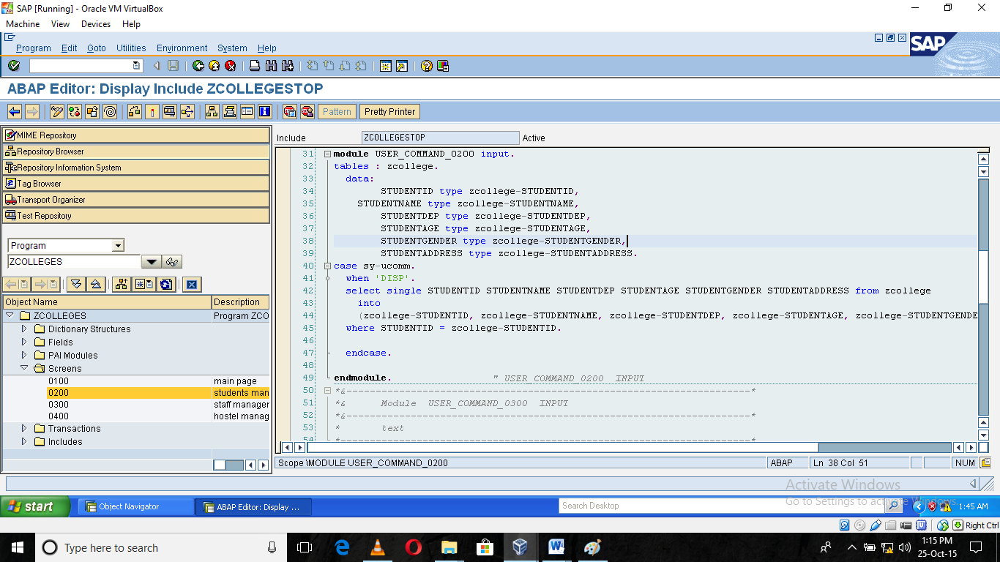 SAP [Running] - Oracle VM VirtualBox
Machine View Devices Help
Program Edit Goto Utilities Environment System Help
SAP
ABAP Editor: Display Include ZCOLLEGESTOP
Pattern Pretty Printer
MIME Repository
Repository Browser
Repository Information System
Tag Browser
Transport Organizer
Test Repository
Program
ZCOLLEGES
Object Name Description
ZCOLLEGES Program ZCO
Dictionary Structures
Fields
PAI Modules
Screens
0100 main page
0200 students man
0300 staff manager
0400 hostel manag
Transactions
Includes
Include ZCOLLEGESTOP Active
31 module USER_COMMAND_0200 input.
32 tables : zcollege.
33 data:
34 STUDENTID type zcollege-STUDENTID,
35 STUDENTNAME type zcollege-STUDENTNAME,
36 STUDENTDEP type zcollege-STUDENTDEP,
37 STUDENTAGE type zcollege-STUDENTAGE,
38 STUDENTGENDER type zcollege-STUDENTGENDER,
39 STUDENTADDRESS type zcollege-STUDENTADDRESS.
40 case sy-ucomm.
41 when 'DISP'.
42 select single STUDENTID STUDENTNAME STUDENTDEP STUDENTAGE STUDENTGENDER STUDENTADDRESS from zcollege
43 into
44 (zcollege-STUDENTID, zcollege-STUDENTNAME, zcollege-STUDENTDEP, zcollege-STUDENTAGE, zcollege-STUDENTGENDE
45 where STUDENTID = zcollege-STUDENTID.
46
47 endcase.
48
49 endmodule. " USER_COMMAND_0200 INPUT
50 *&---------------------------------------------------------------------*
51 *& Module USER_COMMAND_0300 INPUT
52 *&---------------------------------------------------------------------*
53 * text
54 *----------------------------------------------------------------------*
Scope \MODULE USER_COMMAND_0200 ABAP Ln 38 Col 51 NUM
Activate Windows
Go to Settings to activate Windows.
start Object Navigator ABAP Editor: Display ... Search Desktop 1:45 AM
Right Ctrl
Type here to search 1:15 PM
25-Oct-15